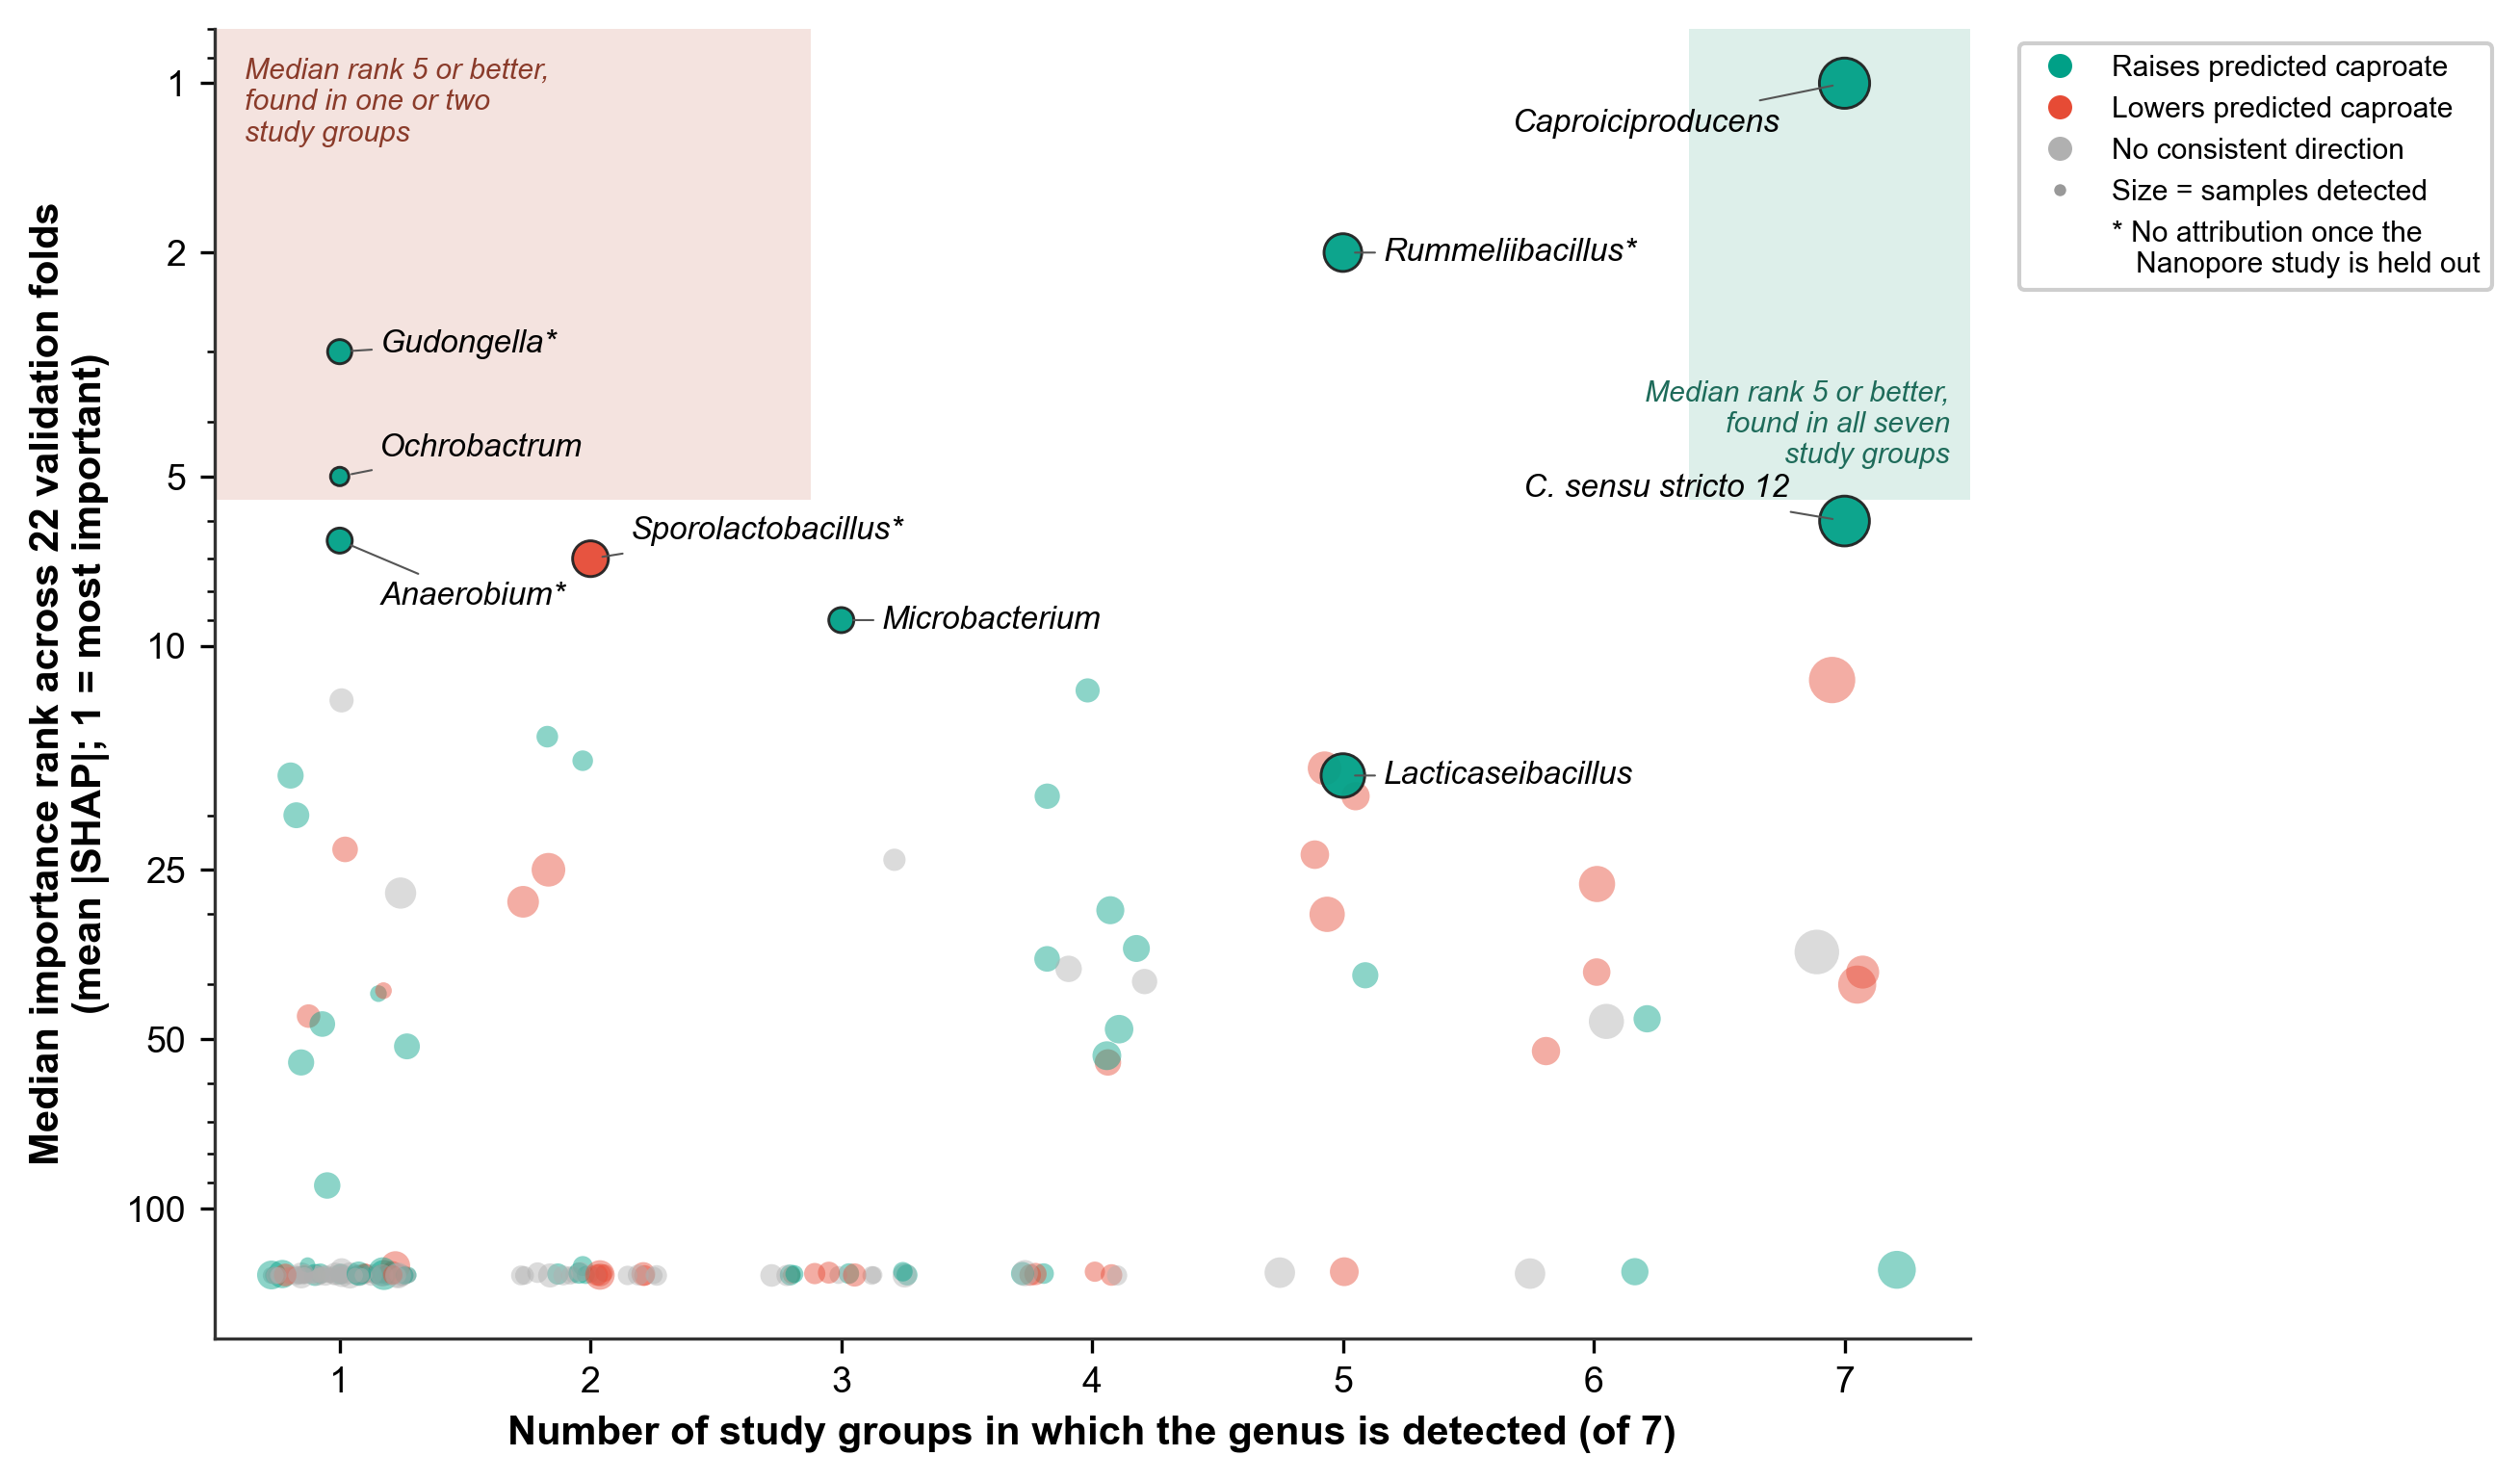 Median importance rank across 22 validation folds
(mean |SHAP|; 1 = most important)
1
2
5
10
25
50
100
Median rank 5 or better,
found in one or two
study groups
Caproiciproducens
Rummeliibacillus*
Gudongella*
Ochrobactrum
Median rank 5 or better,
found in all seven
study groups
C. sensu stricto 12
Sporolactobacillus*
Anaerobium*
Microbacterium
Lacticaseibacillus
1 2 3 4 5 6 7
Number of study groups in which the genus is detected (of 7)
Raises predicted caproate
Lowers predicted caproate
No consistent direction
Size = samples detected
* No attribution once the
Nanopore study is held out